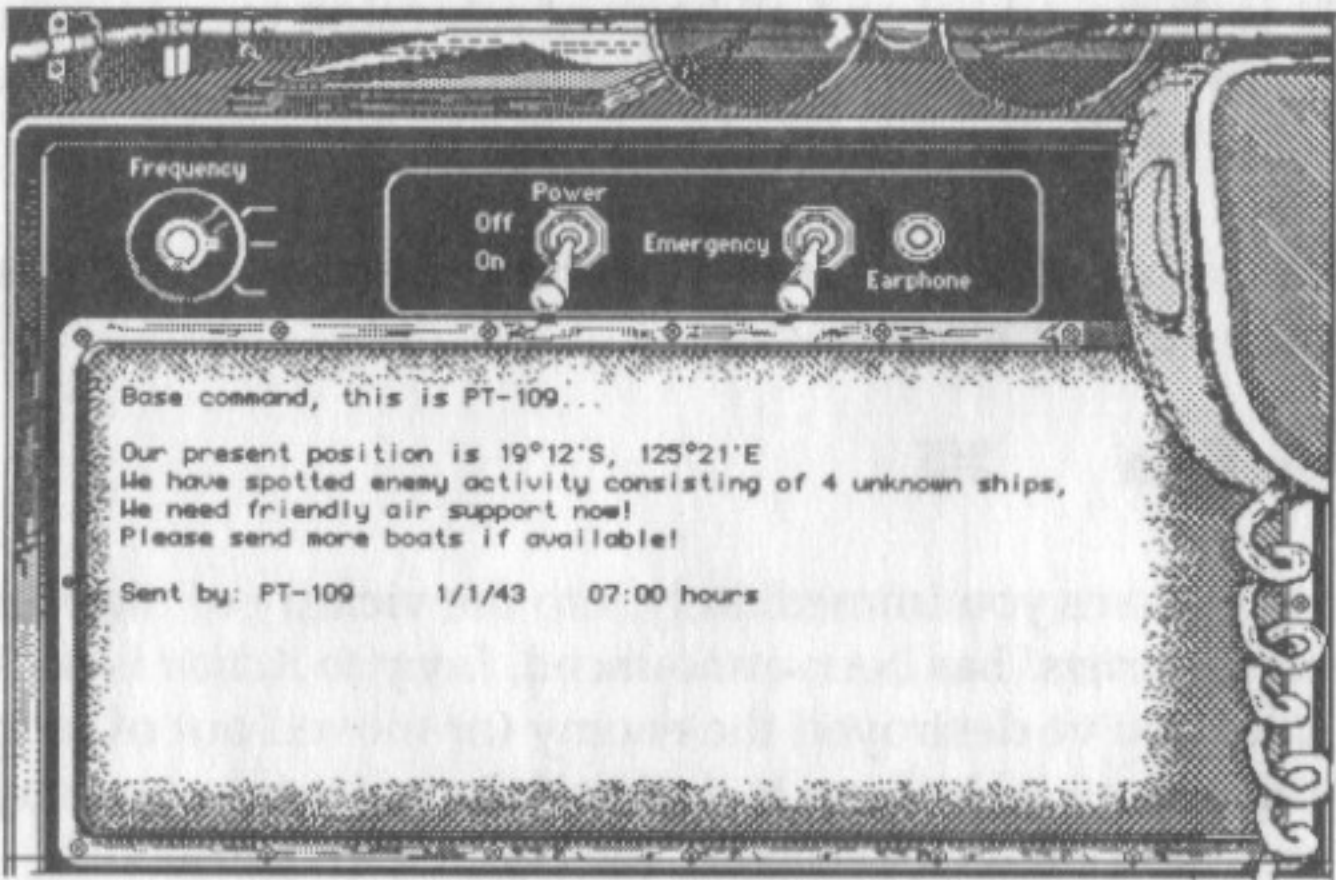 Frequency
Power
Off
On
Emergency
Earphone
Base command, this is PT-109...
Our present position is 19°12'S, 125°21'E
We have spotted enemy activity consisting of 4 unknown ships,
We need friendly air support now!
Please send more boats if available!
Sent by: PT-109 1/1/43 07:00 hours